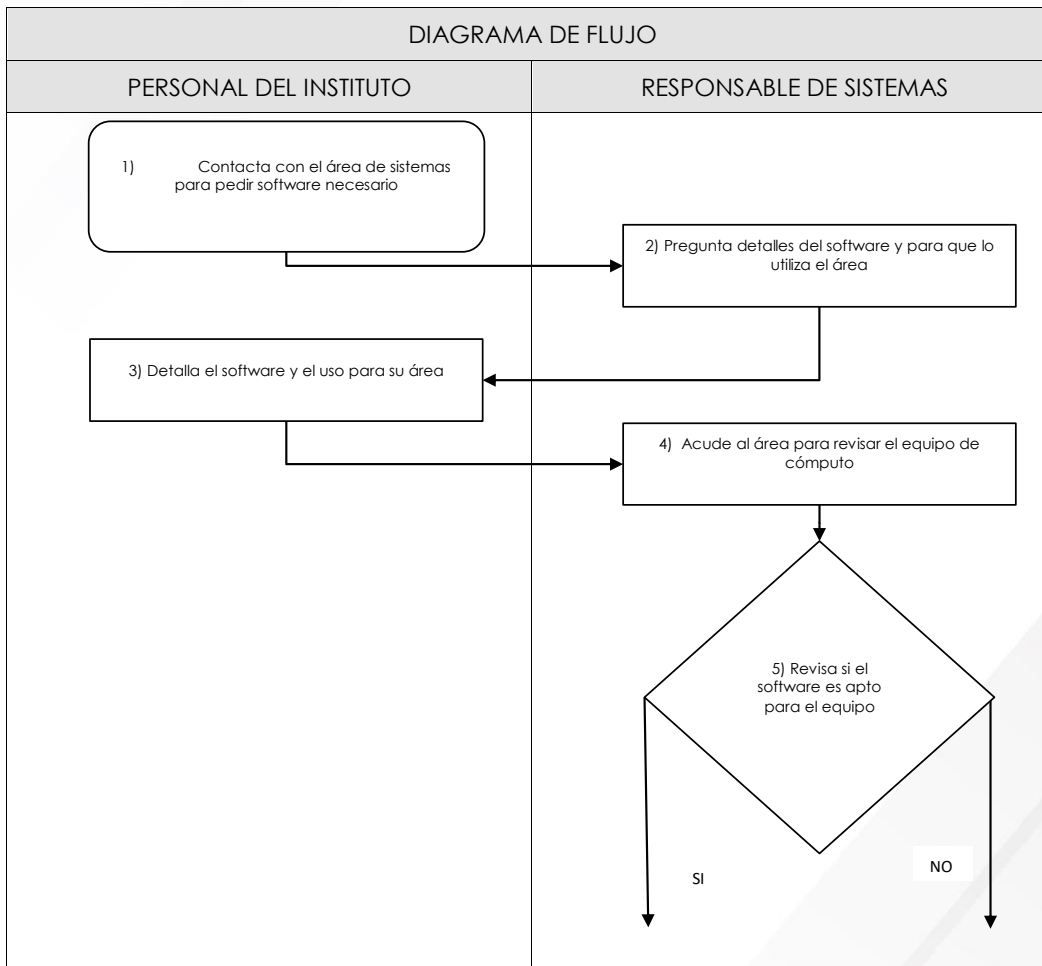 DIAGRAMA DE FLUJO
PERSONAL DEL INSTITUTO
RESPONSABLE DE SISTEMAS
1) Contacta con el área de sistemas
para pedir software necesario
2) Pregunta detalles del software y para que lo
utiliza el área
3) Detalla el software y el uso para su área
4) Acude al área para revisar el equipo de
cómputo
5) Revisa si el
software es apto
para el equipo
SI
NO